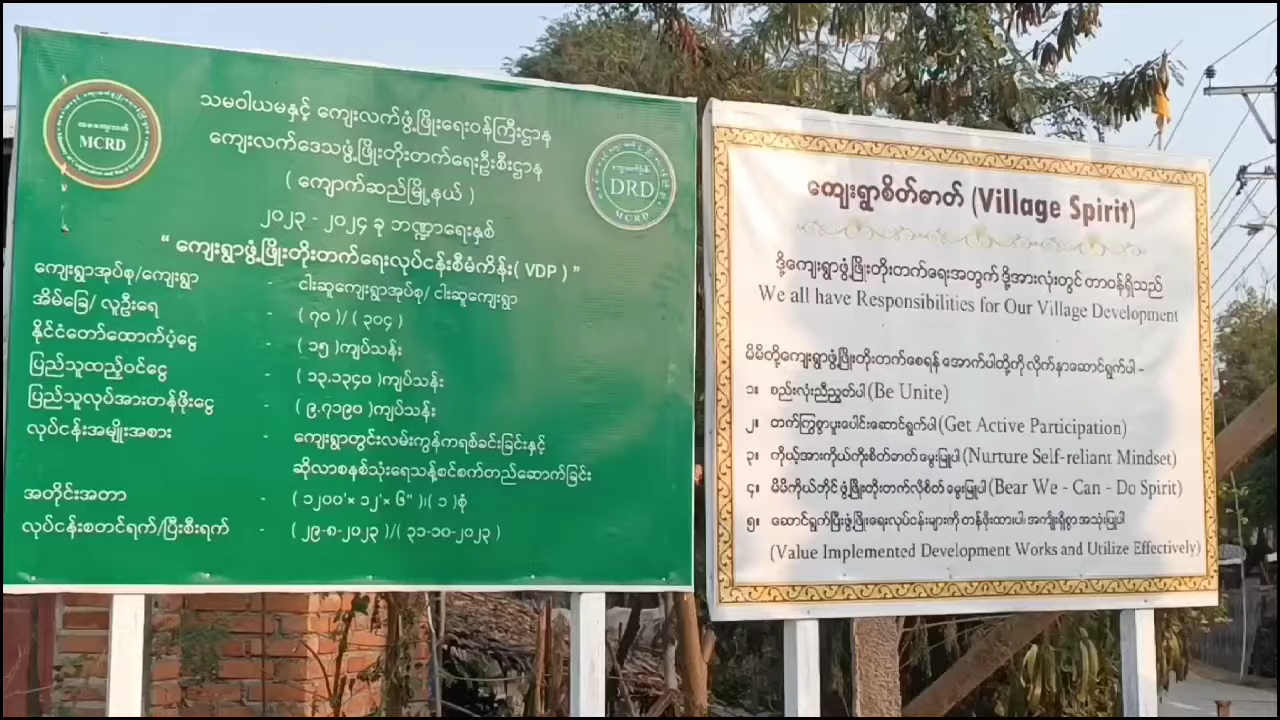 သမဝါယမနှင့် ကျေးလက်ဖွံ့ဖြိုးရေးဝန်ကြီးဌာန
ကျေးလက်ဒေသဖွံ့ဖြိုးတိုးတက်ရေးဦးစီးဌာန
( ကျောက်ဆည်မြို့နယ် )
၂၀၂၃ - ၂၀၂၄ ခု ဘဏ္ဍာရေးနှစ်
“ ကျေးရွာဖွံ့ဖြိုးတိုးတက်ရေးလုပ်ငန်းစီမံကိန်း( VDP ) ”
ကျေးရွာအုပ်စု/ကျေးရွာ - ငါးဆူကျေးရွာအုပ်စု/ ငါးဆူကျေးရွာ
အိမ်ခြေ/ လူဦးရေ - ( ၇၀ )/ ( ၃၀၄ )
နိုင်ငံတော်ထောက်ပံ့ငွေ - ( ၁၅ )ကျပ်သန်း
ပြည်သူထည့်ဝင်ငွေ - ( ၁၃.၁၃၄၀ )ကျပ်သန်း
ပြည်သူလုပ်အားတန်ဖိုးငွေ - ( ၉.၇၁၉၀ )ကျပ်သန်း
လုပ်ငန်းအမျိုးအစား - ကျေးရွာတွင်းလမ်းကွန်ကရစ်ခင်းခြင်းနှင့်
ဆိုလာစနစ်သုံးရေသန့်စင်စက်တည်ဆောက်ခြင်း
အတိုင်းအတာ - ( ၁၂၀၀'× ၁၂'× ၆" )၊( ၁ )စုံ
လုပ်ငန်းစတင်ရက်/ပြီးစီးရက် - ( ၂၉-၈-၂၀၂၃ )/( ၃၁-၁၀-၂၀၂၃ )
MCRD
DRD
MCRD
ကျေးရွာစိတ်ဓာတ် (Village Spirit)
ဒို့ကျေးရွာဖွံ့ဖြိုးတိုးတက်ရေးအတွက် ဒို့အားလုံးတွင် တာဝန်ရှိသည်
We all have Responsibilities for Our Village Development
မိမိတို့ကျေးရွာဖွံ့ဖြိုးတိုးတက်စေရန် အောက်ပါတို့ကို လိုက်နာဆောင်ရွက်ပါ -
၁။ စည်းလုံးညီညွတ်ပါ (Be Unite)
၂။ တက်ကြွစွာပူးပေါင်းဆောင်ရွက်ပါ (Get Active Participation)
၃။ ကိုယ့်အားကိုယ်ကိုးစိတ်ဓာတ် မွေးမြူပါ (Nurture Self-reliant Mindset)
၄။ မိမိကိုယ်တိုင် ဖွံ့ဖြိုးတိုးတက်လိုစိတ် မွေးမြူပါ (Bear We - Can - Do Spirit)
၅။ ဆောင်ရွက်ပြီးဖွံ့ဖြိုးရေးလုပ်ငန်းများကို တန်ဖိုးထားပါ၊ အကျိုးရှိစွာ အသုံးပြုပါ
(Value Implemented Development Works and Utilize Effectively)